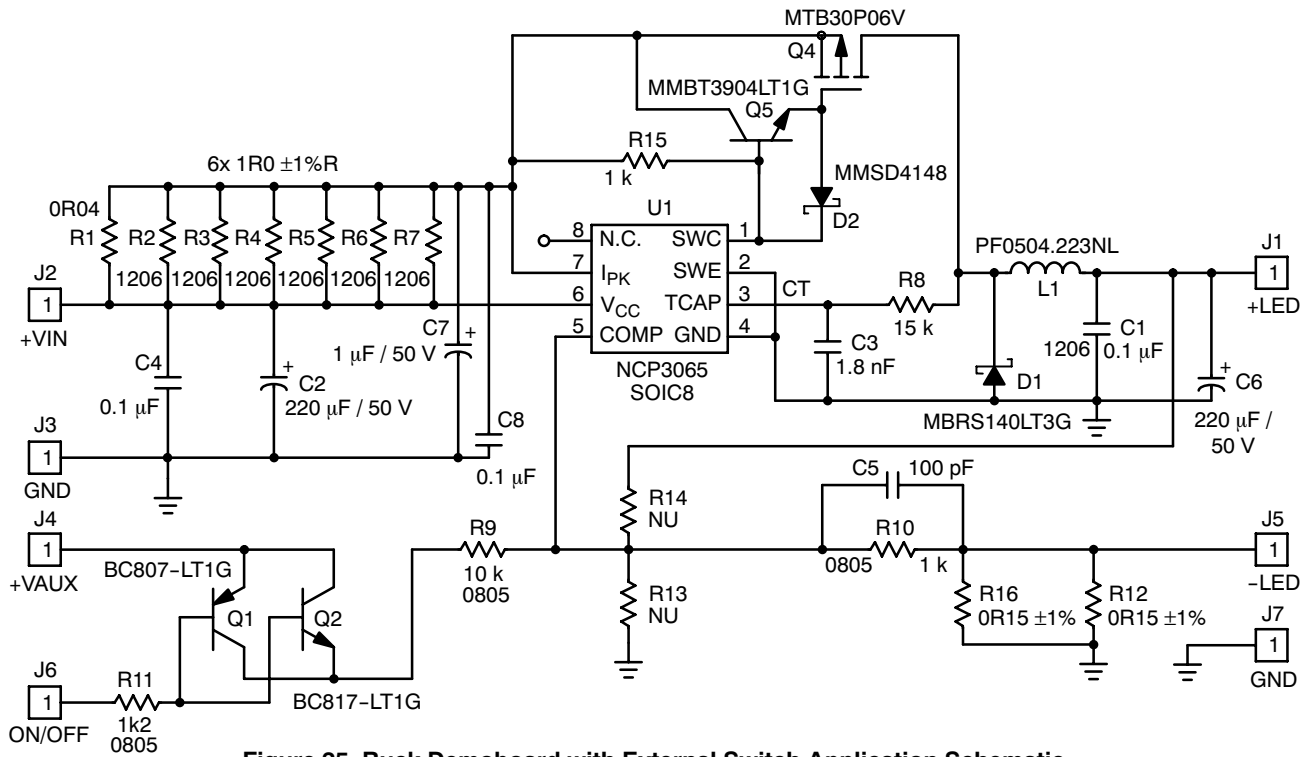 MTB30P06V
Q4
MMBT3904LT1G
Q5
R15
1 k
6x 1R0 ±1%R
MMSD4148
D2
0R04
R1 R2 R3 R4 R5 R6 R7
1206 1206 1206 1206 1206 1206
U1
8 N.C. SWC 1
7 IPK SWE 2
6 VCC TCAP 3
5 COMP GND 4
NCP3065
SOIC8
CT
R8
15 k
PF0504.223NL
L1
J1
1
+LED
J2
1
+VIN
C7
1 μF / 50 V
+
C3
1.8 nF
C1
1206 0.1 μF
D1
MBRS140LT3G
+
C6
220 μF /
50 V
C4
0.1 μF
+
C2
220 μF / 50 V
C8
0.1 μF
J3
1
GND
C5 100 pF
R14
NU
J4
1
+VAUX
BC807-LT1G
Q1 Q2
R9
10 k
0805
R10
0805 1 k
J5
1
-LED
R13
NU
R16
0R15 ±1%
R12
0R15 ±1%
J7
1
GND
J6
1
ON/OFF
R11
1k2
0805
BC817-LT1G